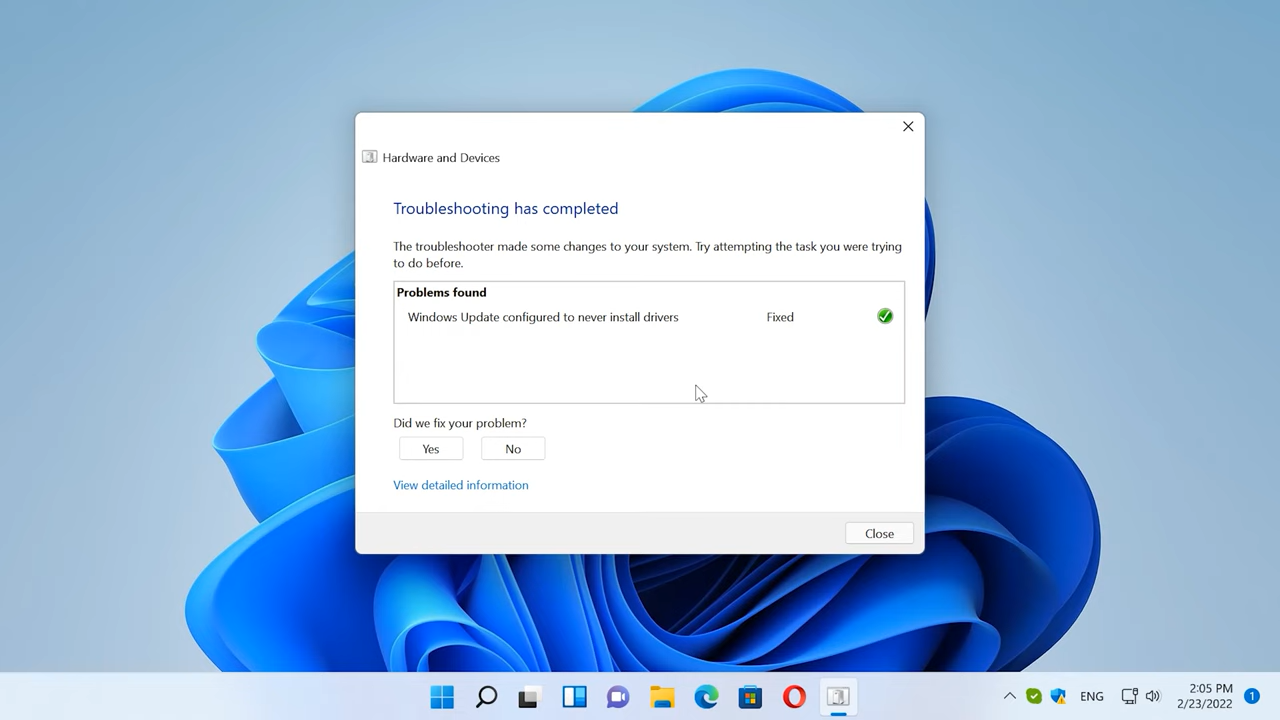 Hardware and Devices
Troubleshooting has completed
The troubleshooter made some changes to your system. Try attempting the task you were trying
to do before.
Problems found
Windows Update configured to never install drivers Fixed
Did we fix your problem?
Yes No
View detailed information
Close
ENG
2:05 PM
2/23/2022
1